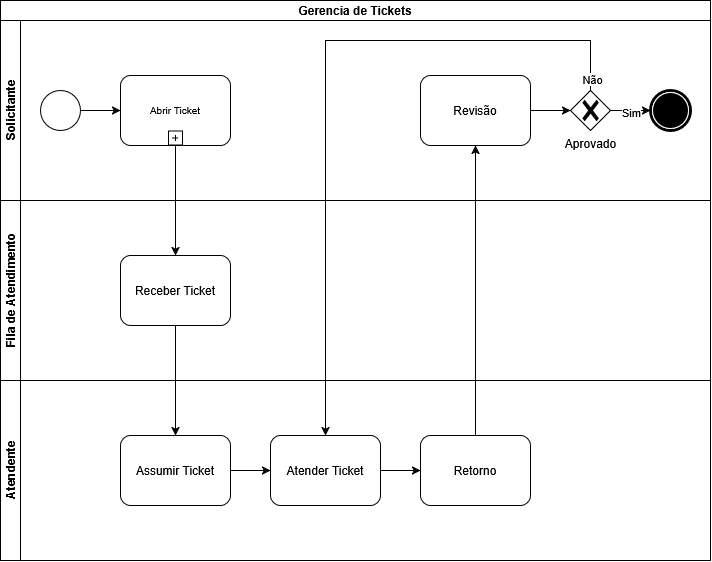 Gerencia de Tickets
Solicitante
Abrir Ticket
Revisão
Não
Sim
Aprovado
Fila de Atendimento
Receber Ticket
Atendente
Assumir Ticket
Atender Ticket
Retorno